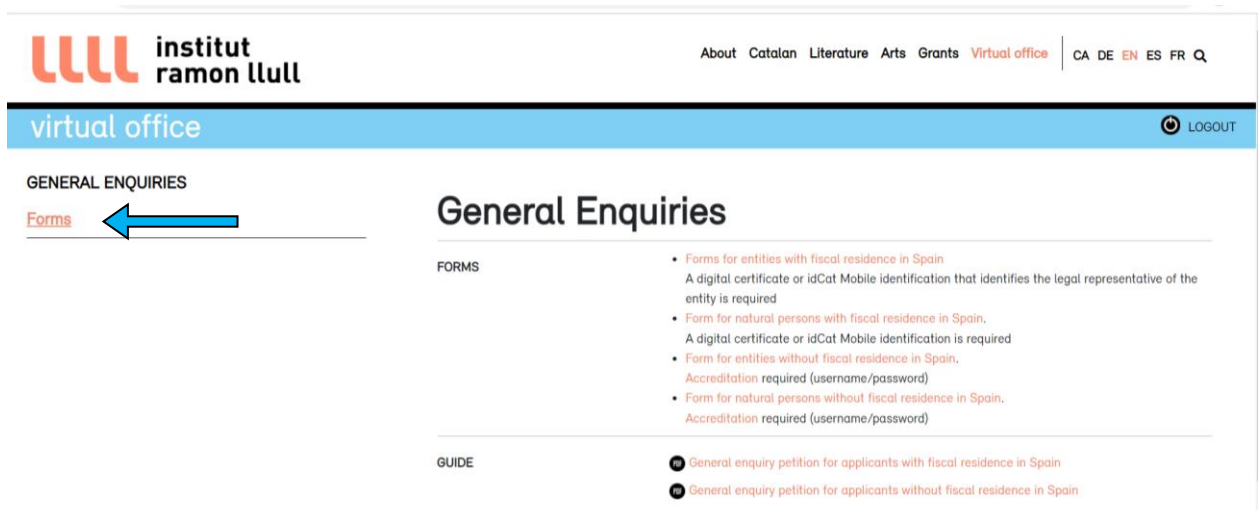 institut
ramon llull
About Catalan Literature Arts Grants Virtual office CA DE EN ES FR
virtual office
LOGOUT
GENERAL ENQUIRIES
Forms
General Enquiries
FORMS
• Forms for entities with fiscal residence in Spain
A digital certificate or idCat Mobile identification that identifies the legal representative of the
entity is required
• Form for natural persons with fiscal residence in Spain.
A digital certificate or idCat Mobile identification is required
• Form for entities without fiscal residence in Spain.
Accreditation required (username/password)
• Form for natural persons without fiscal residence in Spain.
Accreditation required (username/password)
GUIDE
PDF General enquiry petition for applicants with fiscal residence in Spain
PDF General enquiry petition for applicants without fiscal residence in Spain